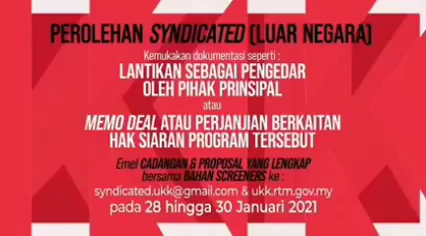 PEROLEHAN SYNDICATED (LUAR NEGARA)
Kemukakan dokumentasi seperti :
LANTIKAN SEBAGAI PENGEDAR
OLEH PIHAK PRINSIPAL
atau
MEMO DEAL ATAU PERJANJIAN BERKAITAN
HAK SIARAN PROGRAM TERSEBUT
Emel CADANGAN & PROPOSAL YANG LENGKAP
bersama BAHAN SCREENERS ke :
syndicated.ukk@gmail.com & ukk.rtm.gov.my
pada 28 hingga 30 Januari 2021